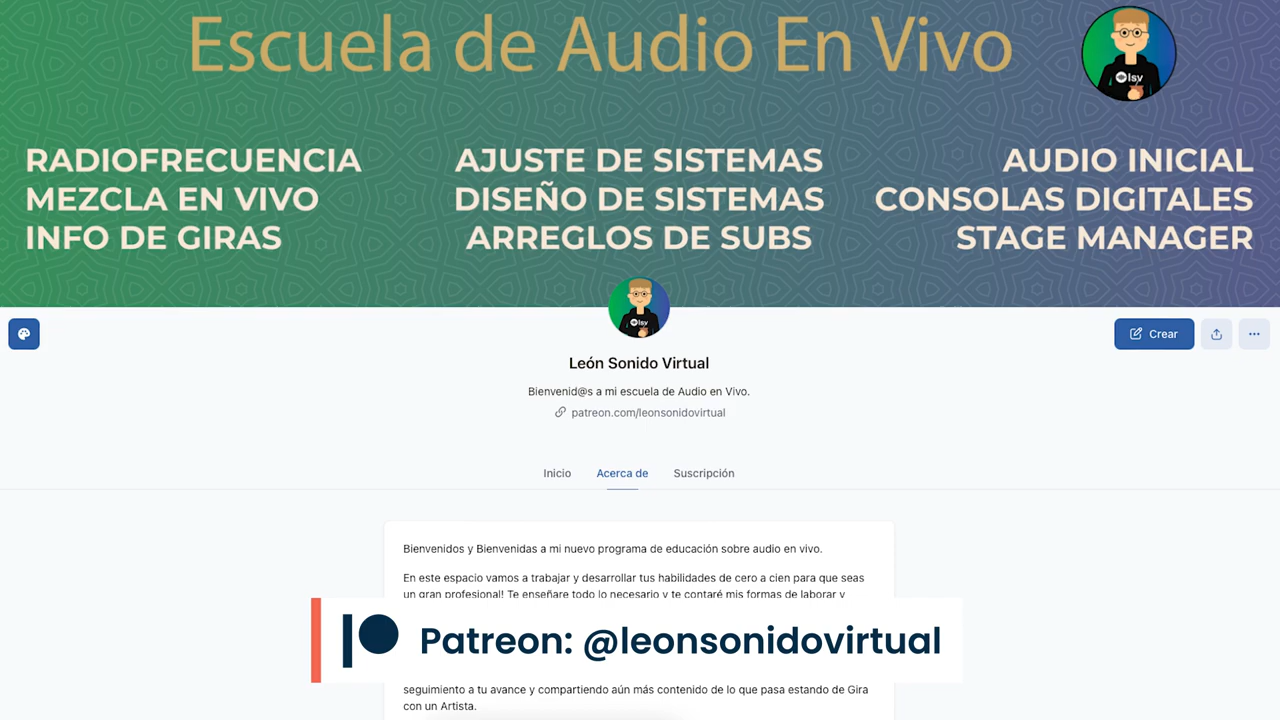 Escuela de Audio En Vivo
lsv
RADIOFRECUENCIA
MEZCLA EN VIVO
INFO DE GIRAS
AJUSTE DE SISTEMAS
DISEÑO DE SISTEMAS
ARREGLOS DE SUBS
AUDIO INICIAL
CONSOLAS DIGITALES
STAGE MANAGER
lsv
Crear
León Sonido Virtual
Bienvenid@s a mi escuela de Audio en Vivo.
patreon.com/leonsonidovirtual
Inicio Acerca de Suscripción
Bienvenidos y Bienvenidas a mi nuevo programa de educación sobre audio en vivo.
En este espacio vamos a trabajar y desarrollar tus habilidades de cero a cien para que seas
un gran profesional! Te enseñare todo lo necesario y te contaré mis formas de laborar y
Patreon: @leonsonidovirtual
seguimiento a tu avance y compartiendo aún más contenido de lo que pasa estando de Gira
con un Artista.